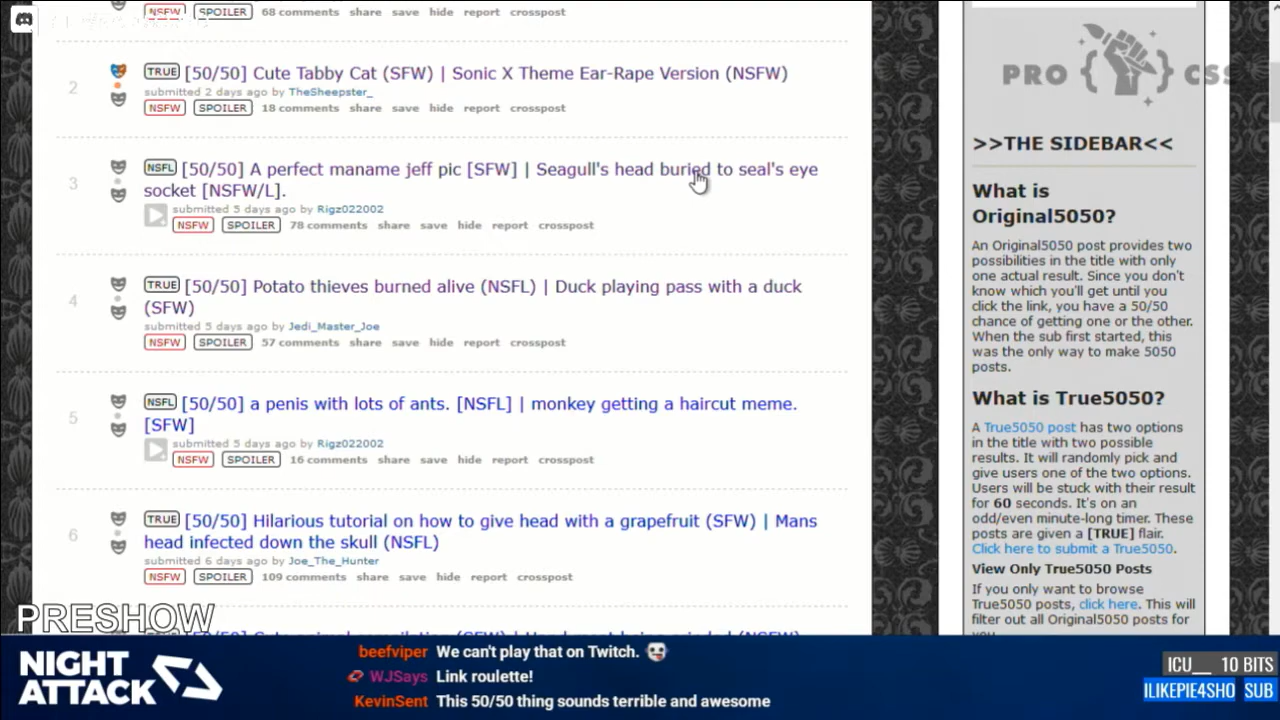 NSFW SPOILER 68 comments share save hide report crosspost
2
TRUE [50/50] Cute Tabby Cat (SFW) | Sonic X Theme Ear-Rape Version (NSFW)
submitted 2 days ago by TheSheepster_
NSFW SPOILER 18 comments share save hide report crosspost
3
NSFL [50/50] A perfect maname jeff pic [SFW] | Seagull's head buried to seal's eye
socket [NSFW/L].
submitted 5 days ago by Rigz022002
NSFW SPOILER 78 comments share save hide report crosspost
4
TRUE [50/50] Potato thieves burned alive (NSFL) | Duck playing pass with a duck
(SFW)
submitted 5 days ago by Jedi_Master_Joe
NSFW SPOILER 57 comments share save hide report crosspost
5
NSFL [50/50] a penis with lots of ants. [NSFL] | monkey getting a haircut meme.
[SFW]
submitted 5 days ago by Rigz022002
NSFW SPOILER 16 comments share save hide report crosspost
6
TRUE [50/50] Hilarious tutorial on how to give head with a grapefruit (SFW) | Mans
head infected down the skull (NSFL)
submitted 6 days ago by Joe_The_Hunter
NSFW SPOILER 109 comments share save hide report crosspost
PRO { } CSS
>>THE SIDEBAR<<
What is
Original5050?
An Original5050 post provides two
possibilities in the title with only
one actual result. Since you don't
know which you'll get until you
click the link, you have a 50/50
chance of getting one or the other.
When the sub first started, this
was the only way to make 5050
posts.
What is True5050?
A True5050 post has two options
in the title with two possible
results. It will randomly pick and
give users one of the two options.
Users will be stuck with their result
for 60 seconds. It's on an
odd/even minute-long timer. These
posts are given a [TRUE] flair.
Click here to submit a True5050.
View Only True5050 Posts
If you only want to browse
True5050 posts, click here. This will
filter out all Original5050 posts for
you
PRESHOW
NIGHT
ATTACK
beefviper We can't play that on Twitch.
WJSays Link roulette!
KevinSent This 50/50 thing sounds terrible and awesome
ICU__ 10 BITS
ILIKEPIE4SHO SUB